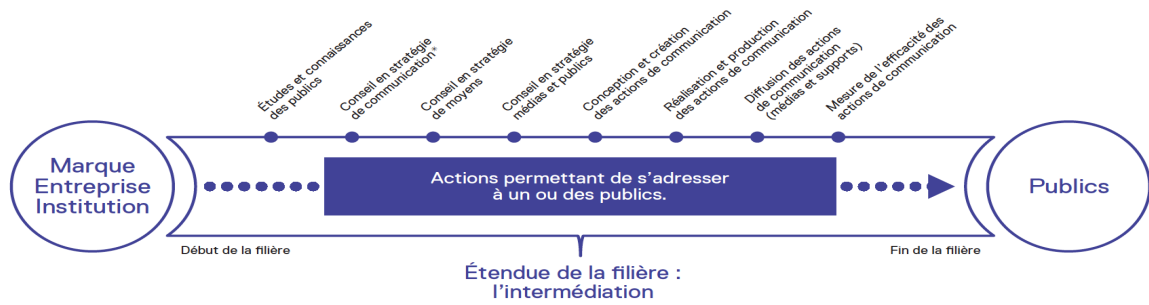 Études et connaissances
des publics
Conseil en stratégie
de communication*
Conseil en stratégie
de moyens
Conseil en stratégie
médias et publics
Conception et création
des actions de communication
Réalisation et production
des actions de communication
Diffusion des actions
de communication
(médias et supports)
Mesure de l'efficacité des
actions de communication
Marque
Entreprise
Institution
Actions permettant de s'adresser
à un ou des publics.
Publics
Début de la filière
Fin de la filière
Étendue de la filière :
l'intermédiation